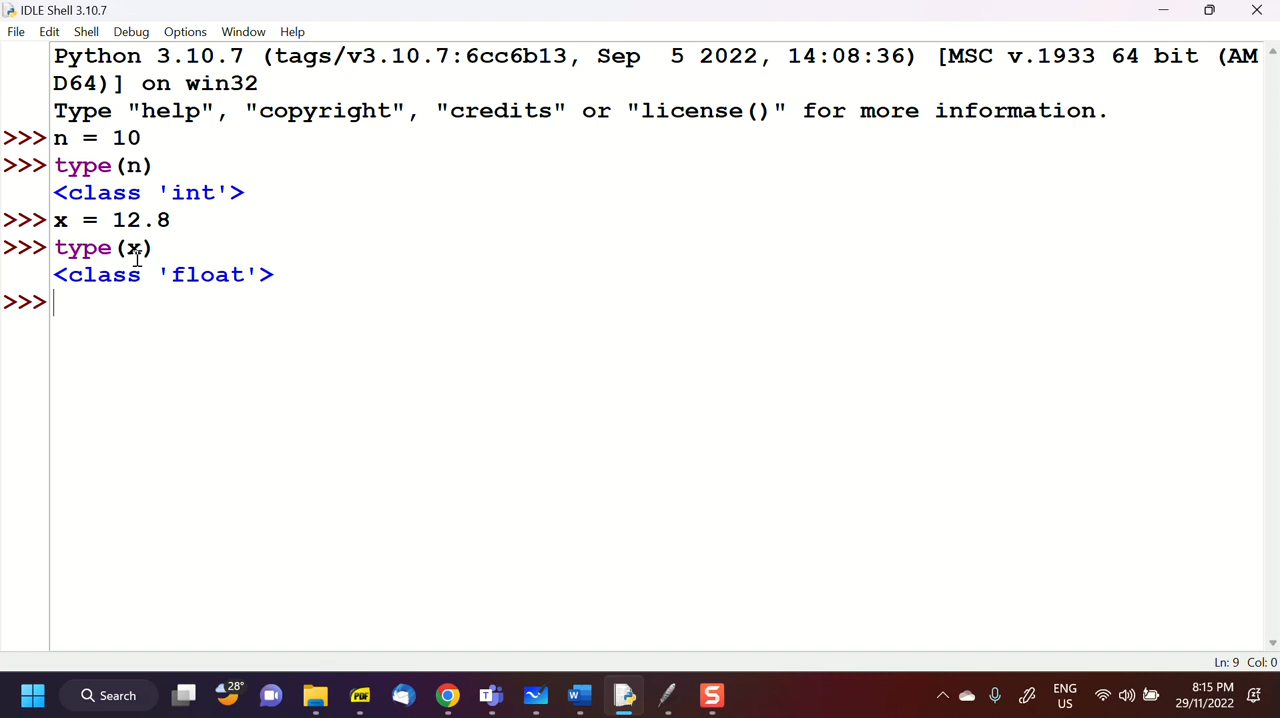 IDLE Shell 3.10.7
File Edit Shell Debug Options Window Help
Python 3.10.7 (tags/v3.10.7:6cc6b13, Sep  5 2022, 14:08:36) [MSC v.1933 64 bit (AM
D64)] on win32
Type "help", "copyright", "credits" or "license()" for more information.
>>> n = 10
>>> type(n)
<class 'int'>
>>> x = 12.8
>>> type(x)
<class 'float'>
>>>
Ln: 9 Col: 0
Search 28° PDF S ENG 8:15 PM
US 29/11/2022